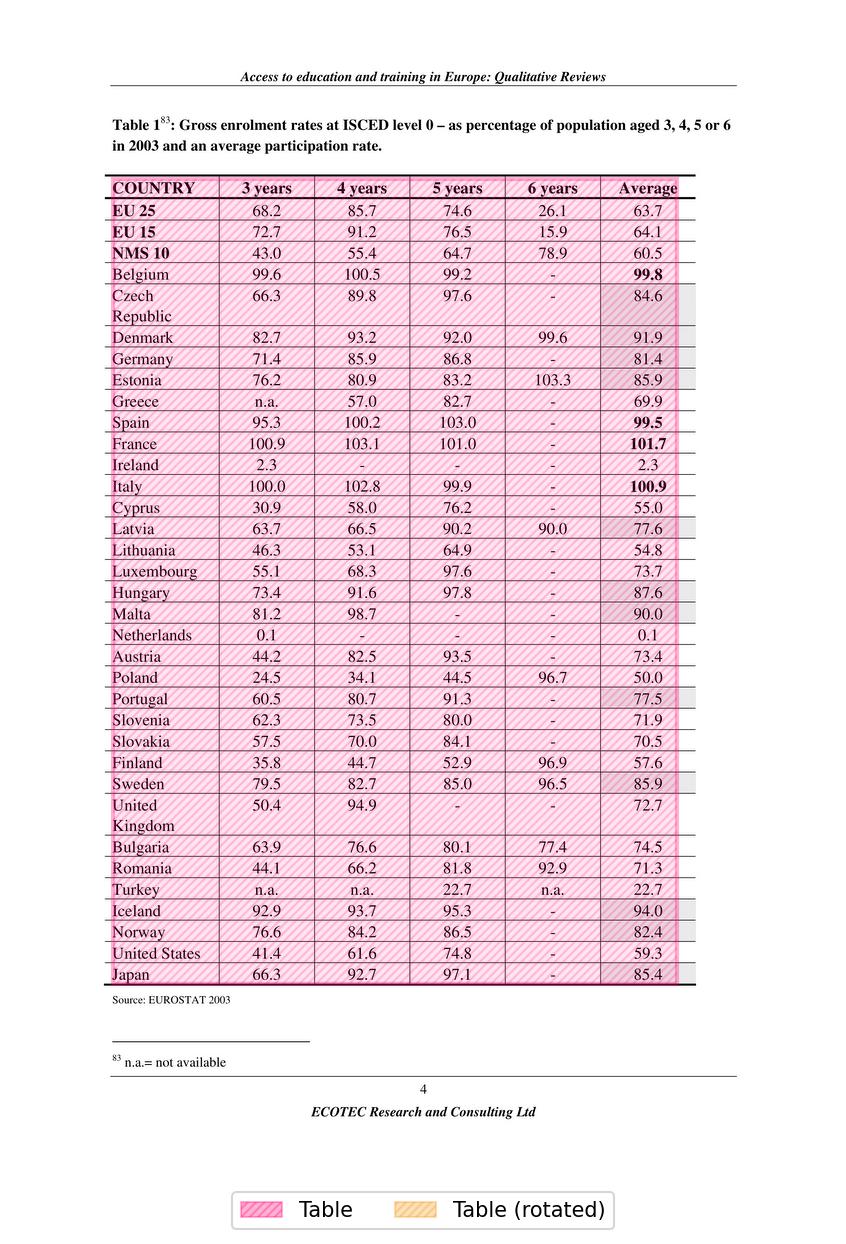 Access to education and training in Europe: Qualitative Reviews
Table 1⁸³: Gross enrolment rates at ISCED level 0 – as percentage of population aged 3, 4, 5 or 6
in 2003 and an average participation rate.
COUNTRY 3 years 4 years 5 years 6 years Average
EU 25 68.2 85.7 74.6 26.1 63.7
EU 15 72.7 91.2 76.5 15.9 64.1
NMS 10 43.0 55.4 64.7 78.9 60.5
Belgium 99.6 100.5 99.2 - 99.8
Czech 66.3 89.8 97.6 - 84.6
Republic
Denmark 82.7 93.2 92.0 99.6 91.9
Germany 71.4 85.9 86.8 - 81.4
Estonia 76.2 80.9 83.2 103.3 85.9
Greece n.a. 57.0 82.7 - 69.9
Spain 95.3 100.2 103.0 - 99.5
France 100.9 103.1 101.0 - 101.7
Ireland 2.3 - - - 2.3
Italy 100.0 102.8 99.9 - 100.9
Cyprus 30.9 58.0 76.2 - 55.0
Latvia 63.7 66.5 90.2 90.0 77.6
Lithuania 46.3 53.1 64.9 - 54.8
Luxembourg 55.1 68.3 97.6 - 73.7
Hungary 73.4 91.6 97.8 - 87.6
Malta 81.2 98.7 - - 90.0
Netherlands 0.1 - - - 0.1
Austria 44.2 82.5 93.5 - 73.4
Poland 24.5 34.1 44.5 96.7 50.0
Portugal 60.5 80.7 91.3 - 77.5
Slovenia 62.3 73.5 80.0 - 71.9
Slovakia 57.5 70.0 84.1 - 70.5
Finland 35.8 44.7 52.9 96.9 57.6
Sweden 79.5 82.7 85.0 96.5 85.9
United 50.4 94.9 - - 72.7
Kingdom
Bulgaria 63.9 76.6 80.1 77.4 74.5
Romania 44.1 66.2 81.8 92.9 71.3
Turkey n.a. n.a. 22.7 n.a. 22.7
Iceland 92.9 93.7 95.3 - 94.0
Norway 76.6 84.2 86.5 - 82.4
United States 41.4 61.6 74.8 - 59.3
Japan 66.3 92.7 97.1 - 85.4
Source: EUROSTAT 2003
⁸³ n.a.= not available
4
ECOTEC Research and Consulting Ltd
Table Table (rotated)